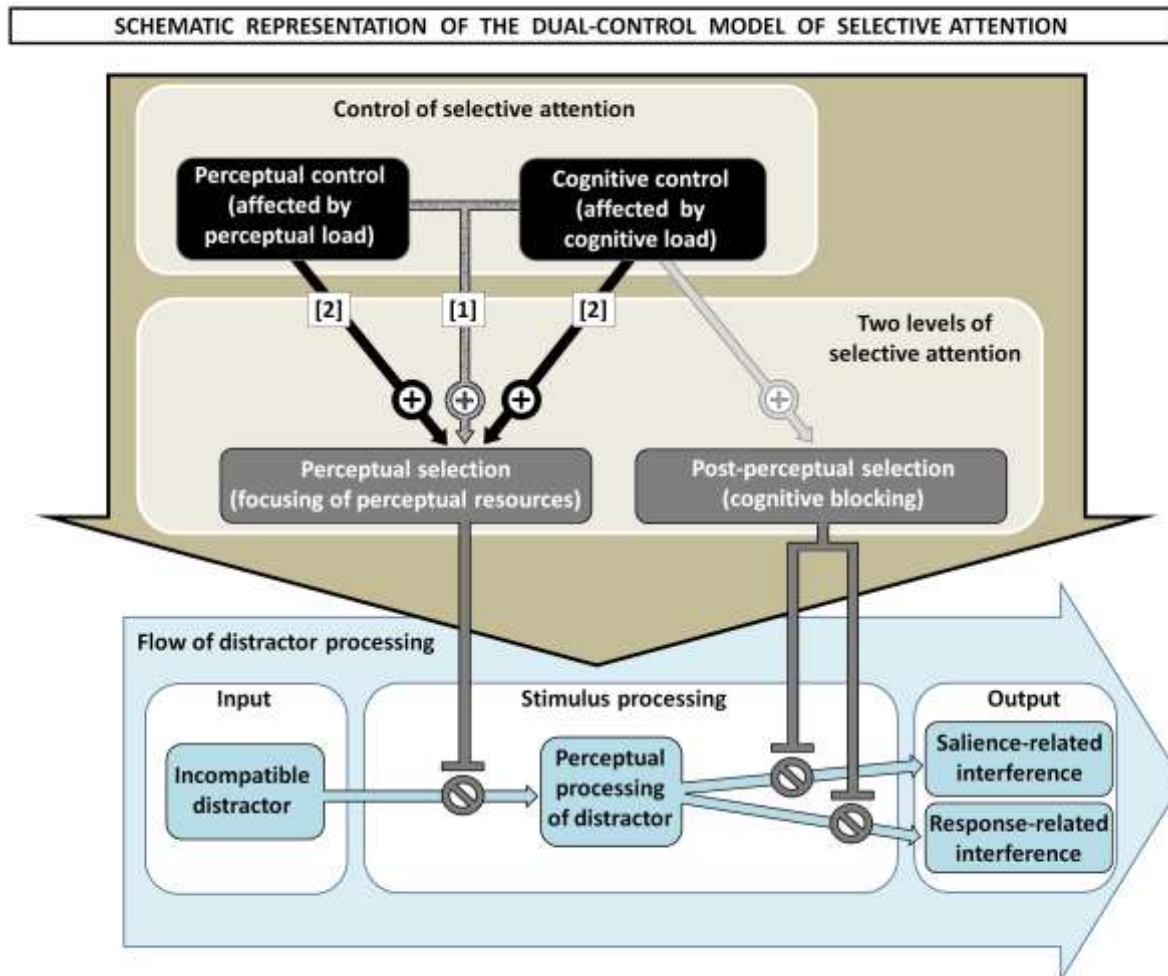 SCHEMATIC REPRESENTATION OF THE DUAL-CONTROL MODEL OF SELECTIVE ATTENTION
Control of selective attention
Perceptual control
(affected by
perceptual load)
Cognitive control
(affected by
cognitive load)
[2]
[1]
[2]
Two levels of
selective attention
+
+
+
+
Perceptual selection
(focusing of perceptual resources)
Post-perceptual selection
(cognitive blocking)
Flow of distractor processing
Input
Stimulus processing
Output
Incompatible
distractor
Perceptual
processing
of distractor
Salience-related
interference
Response-related
interference